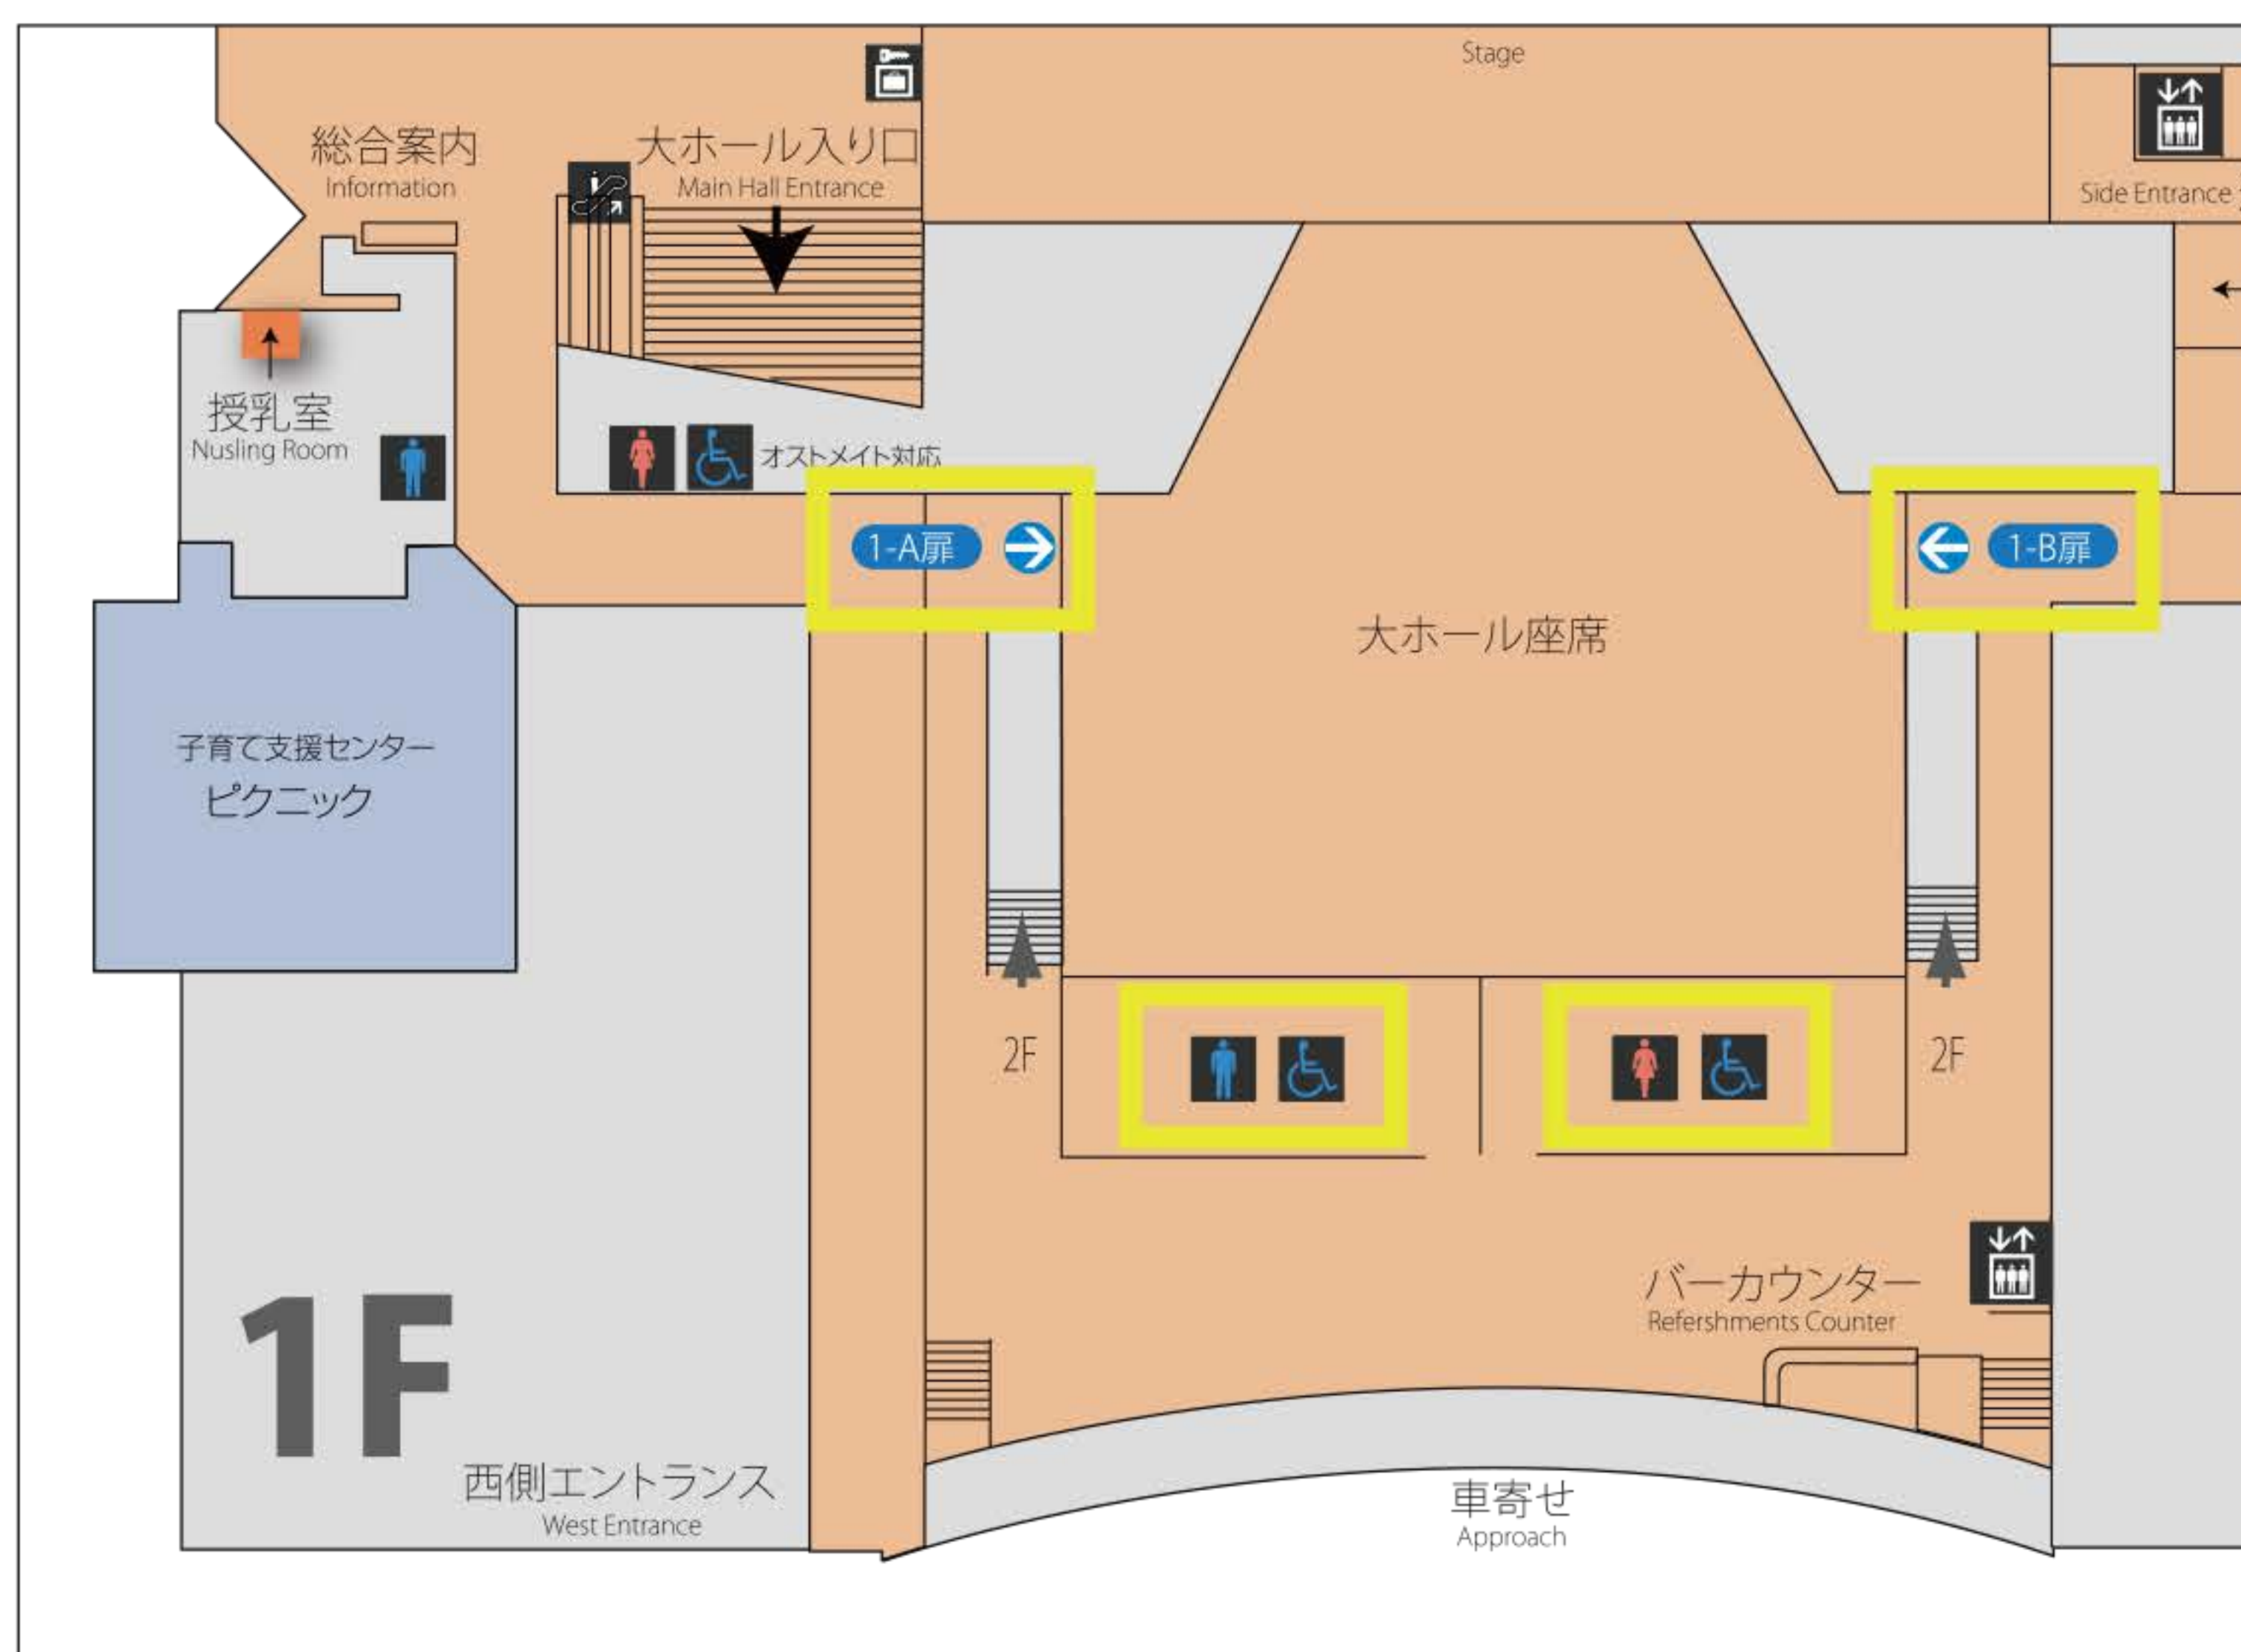 Stage
総合案内
Information
大ホール入り口
Main Hall Entrance
Side Entrance
授乳室
Nusling Room
オストメイト対応
1-A扉
1-B扉
大ホール座席
子育て支援センター
ピクニック
2F
2F
バーカウンター
Refershments Counter
1F
西側エントランス
West Entrance
車寄せ
Approach